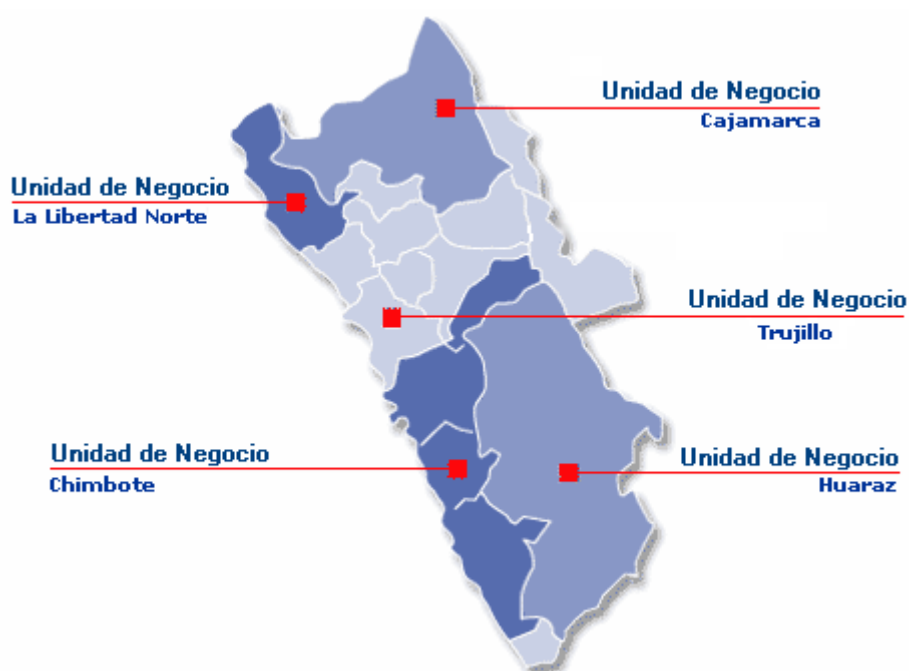 Unidad de Negocio
Cajamarca
Unidad de Negocio
La Libertad Norte
Unidad de Negocio
Trujillo
Unidad de Negocio
Chimbote
Unidad de Negocio
Huaraz